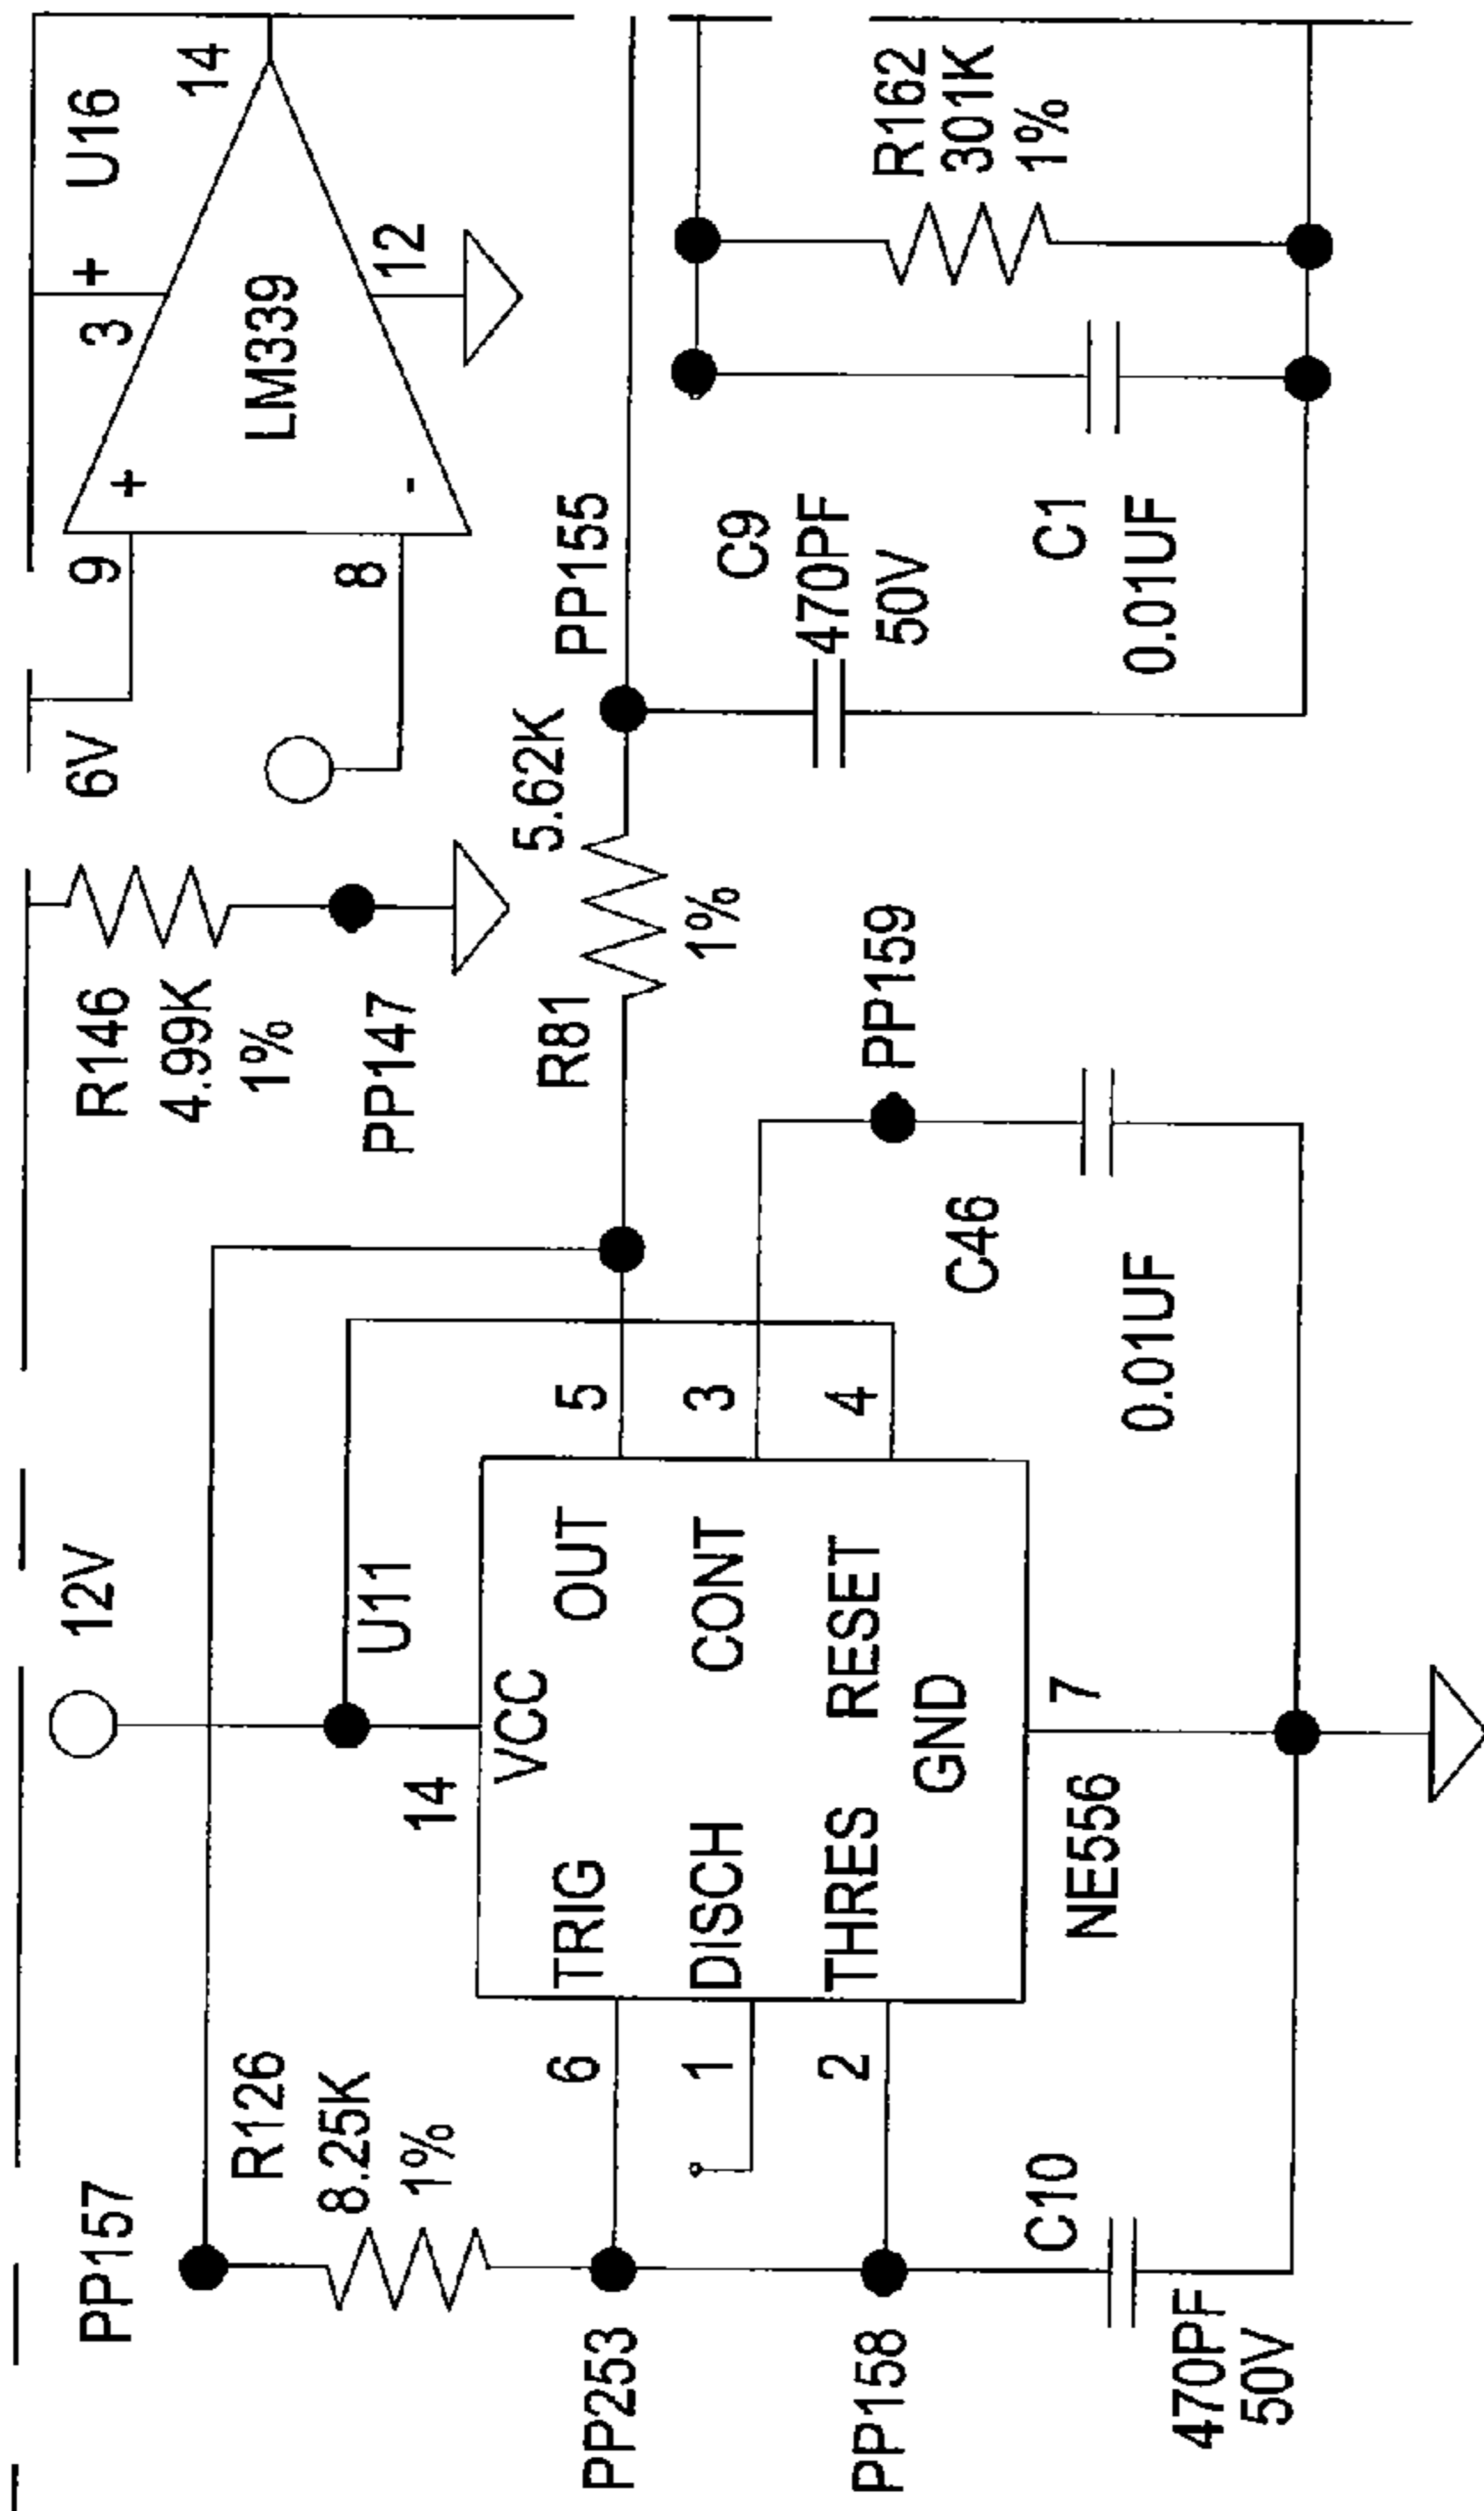 PP157
R126
8.25K
1%
PP253
PP158
C10
470PF
50V
12V
14
U11
6
1
2
TRIG
DISCH
THRES
VCC
GND
OUT
CONT
RESET
5
3
4
7
NE556
C46
0.01UF
PP159
R146
4.99K
1%
PP147
R81
5.62K
1%
PP155
C9
470PF
50V
C1
0.01UF
6V
9
8
+
-
LM339
3
+
12
U16
14
R162
301K
1%